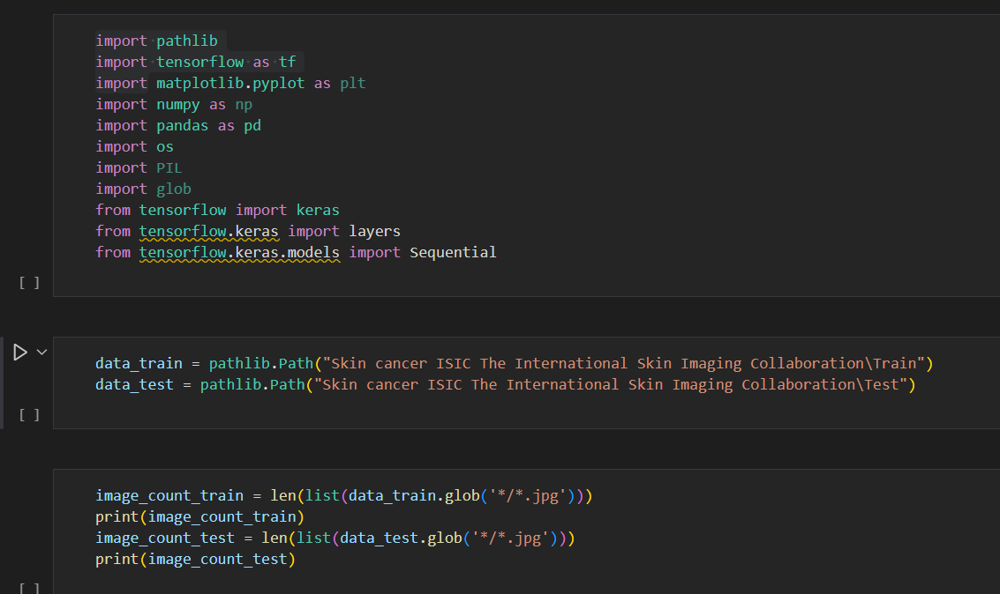 import pathlib
import tensorflow as tf
import matplotlib.pyplot as plt
import numpy as np
import pandas as pd
import os
import PIL
import glob
from tensorflow import keras
from tensorflow.keras import layers
from tensorflow.keras.models import Sequential
[ ]
data_train = pathlib.Path("Skin cancer ISIC The International Skin Imaging Collaboration\Train")
data_test = pathlib.Path("Skin cancer ISIC The International Skin Imaging Collaboration\Test")
[ ]
image_count_train = len(list(data_train.glob('*/*.jpg')))
print(image_count_train)
image_count_test = len(list(data_test.glob('*/*.jpg')))
print(image_count_test)
[ ]